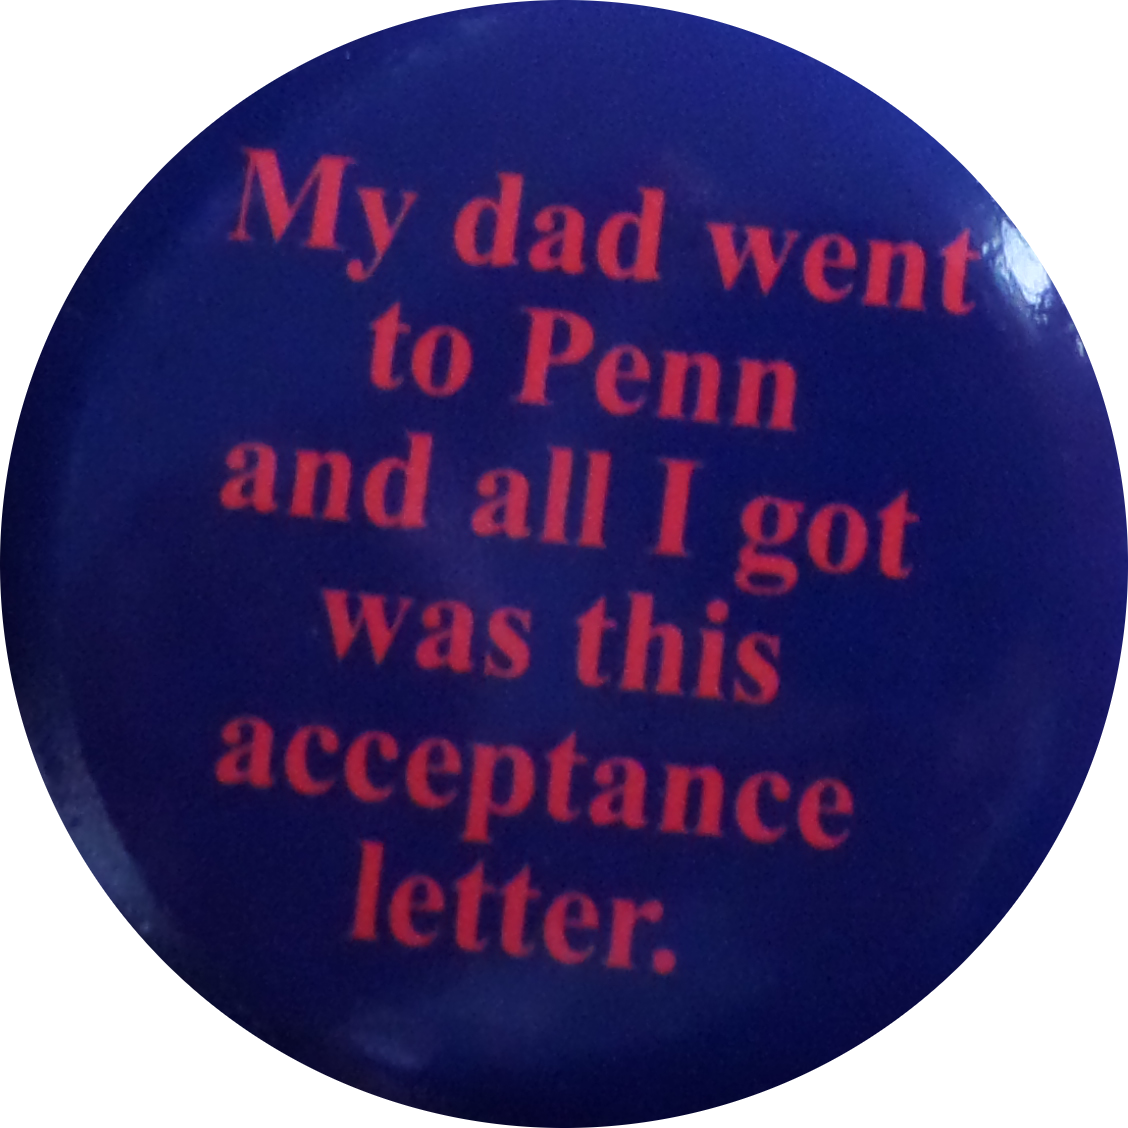 My dad went
to Penn
and all I got
was this
acceptance
letter.